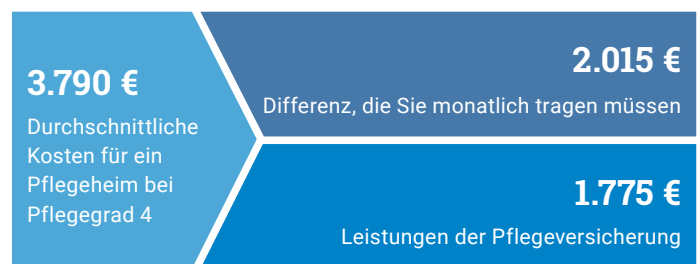 3.790 €
Durchschnittliche
Kosten für ein
Pflegeheim bei
Pflegegrad 4
2.015 €
Differenz, die Sie monatlich tragen müssen
1.775 €
Leistungen der Pflegeversicherung